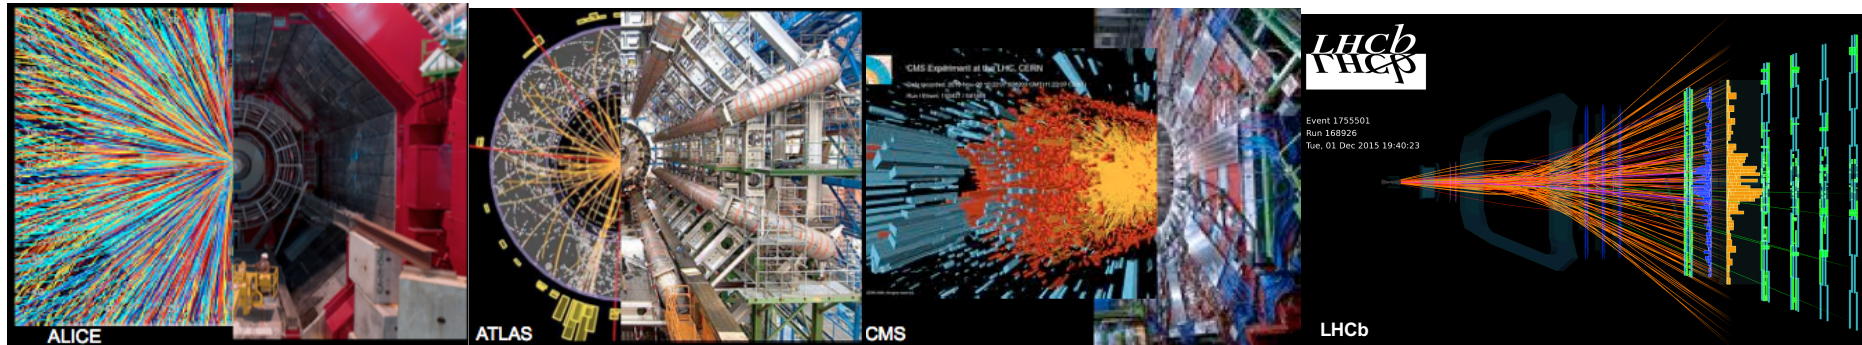 ALICE
ATLAS
CMS Experiment at the LHC, CERN
CMS
LHCb
Event 1755501
Run 168926
Tue, 01 Dec 2015 19:40:23
LHCb